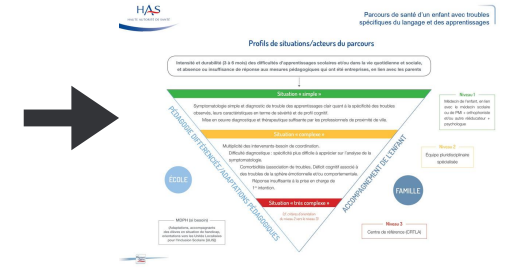 HAS
HAUTE AUTORITÉ DE SANTÉ
Parcours de santé d'un enfant avec troubles
spécifiques du langage et des apprentissages
Profils de situations/acteurs du parcours
Intensité et durabilité (3 à 6 mois) des difficultés d'apprentissages scolaires et/ou dans la vie quotidienne et sociale,
et absence ou insuffisance de réponse aux mesures pédagogiques qui ont été entreprises, en lien avec les parents
Situation « simple »
Symptomatologie simple et diagnostic de trouble des apprentissages clair quant à la spécificité des troubles
observés, leurs caractéristiques en terme de sévérité et de profil cognitif.
Mise en œuvre diagnostique et thérapeutique suffisante par les professionnels de proximité de ville.
Niveau 1
Médecin de l'enfant, en lien
avec le médecin scolaire
ou de PMI + orthophoniste
et/ou autre rééducateur +
psychologue
Situation « complexe »
Multiplicité des intervenants-besoin de coordination.
Difficulté diagnostique : spécificité plus difficile à apprécier sur l'analyse de la
symptomatologie.
Comorbidités (association de troubles, Déficit cognitif associé à
des troubles de la sphère émotionnelle et/ou comportementale.
Réponse insuffisante à la prise en charge de
1ère intention.
Niveau 2
Équipe pluridisciplinaire
spécialisée
PÉDAGOGIE DIFFÉRENCIÉE/ADAPTATIONS PÉDAGOGIQUES
ACCOMPAGNEMENT DE L'ENFANT
ÉCOLE
FAMILLE
Situation « très complexe »
Niveau 3
Centre de référence (CRTLA)
MDPH (si besoin)